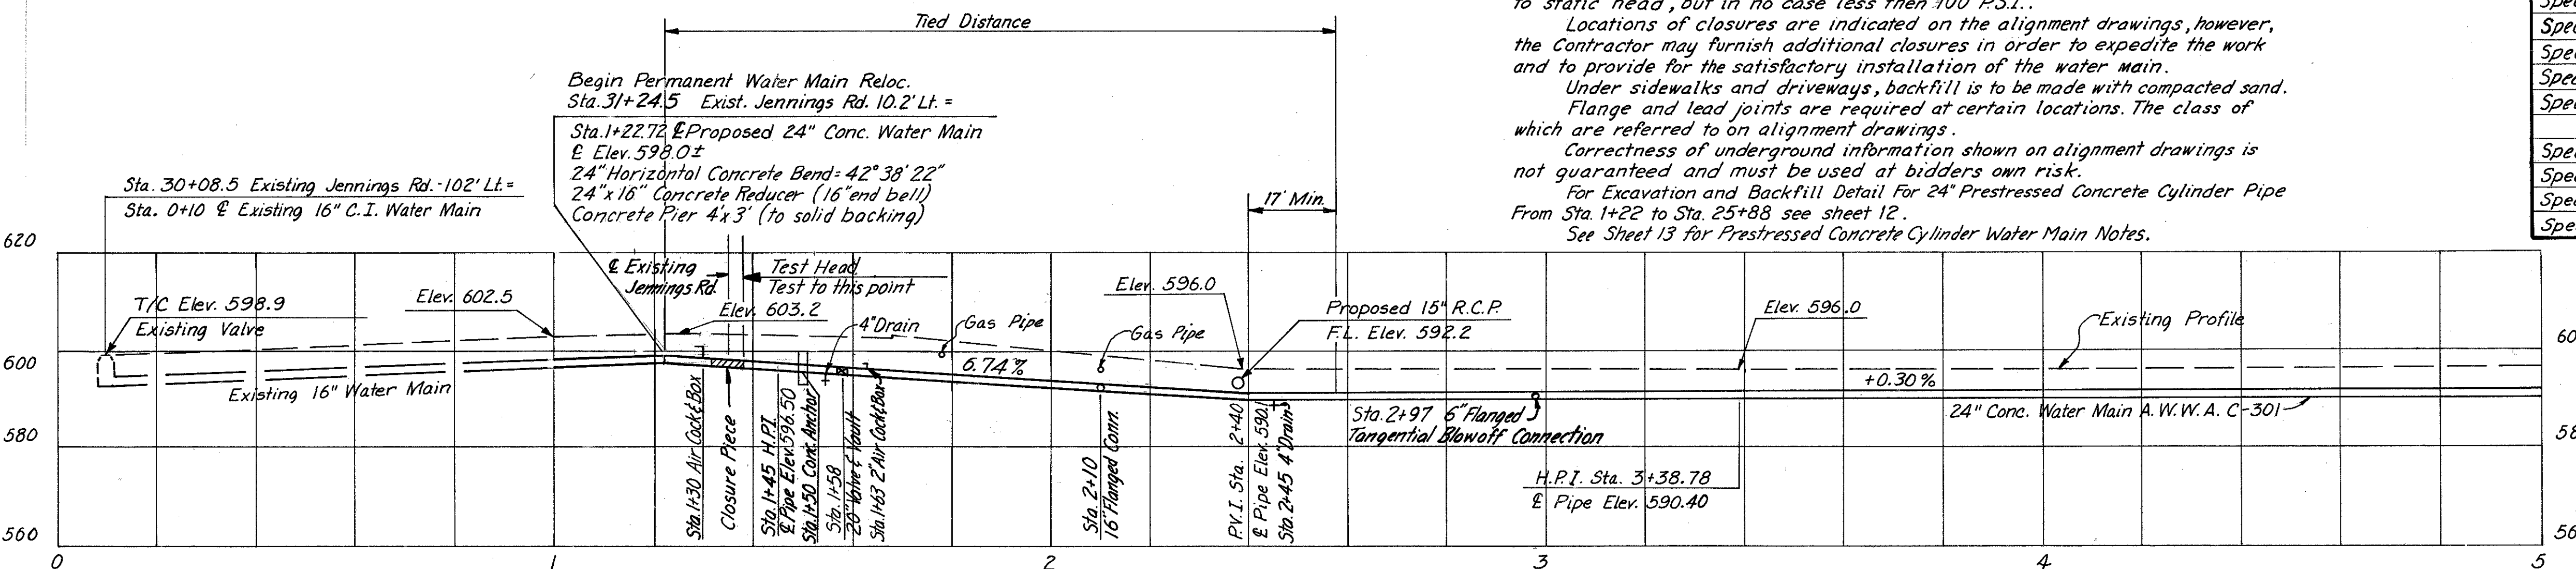 to static head, but in no case less then 100 P.S.I..
Locations of closures are indicated on the alignment drawings, however,
the Contractor may furnish additional closures in order to expedite the work
and to provide for the satisfactory installation of the water main.
Under sidewalks and driveways, backfill is to be made with compacted sand.
Flange and lead joints are required at certain locations. The class of
which are referred to on alignment drawings.
Correctness of underground information shown on alignment drawings is
not guaranteed and must be used at bidders own risk.
For Excavation and Backfill Detail For 24" Prestressed Concrete Cylinder Pipe
From Sta. 1+22 to Sta. 25+88 see sheet 12.
See Sheet 13 for Prestressed Concrete Cylinder Water Main Notes.
Spec
Spec
Spec
Spec
Spec
Spec
Spec
Spec
Tied Distance
Begin Permanent Water Main Reloc.
Sta. 31+24.5 Exist. Jennings Rd. 10.2' Lt. =
Sta. 1+22.72 ℄ Proposed 24" Conc. Water Main
℄ Elev. 598.0±
24" Horizontal Concrete Bend = 42° 38' 22"
24" x 16" Concrete Reducer (16" end bell)
Concrete Pier 4' x 3' (to solid backing)
Sta. 30+08.5 Existing Jennings Rd. - 102' Lt. =
Sta. 0+10 ℄ Existing 16" C.I. Water Main
17' Min.
620
600
580
560
T/C Elev. 598.9
Existing Valve
Elev. 602.5
Existing 16" Water Main
℄ Existing
Jennings Rd.
Test Head
Test to this point
Elev. 603.2
4" Drain
Gas Pipe
6.74%
Gas Pipe
Elev. 596.0
Proposed 15" R.C.P.
F.L. Elev. 592.2
Elev. 596.0
Existing Profile
+0.30%
24" Conc. Water Main A.W.W.A. C-301
Sta. 1+30 Air Cock & Box
Closure Piece
Sta. 1+45 H.P.I.
℄ Pipe Elev. 596.50
Sta. 1+50 Conc. Anchor
Sta. 1+58
20" Valve & Vault
Sta. 1+63 2" Air Cock & Box
Sta. 2+10
16" Flanged Conn.
P.V.I. Sta. 2+40
℄ Pipe Elev. 590.1
Sta. 2+45 4" Drain
Sta. 2+97 6" Flanged
Tangential Blowoff Connection
H.P.I. Sta. 3+38.78
℄ Pipe Elev. 590.40
60
58
56
0 1 2 3 4 5